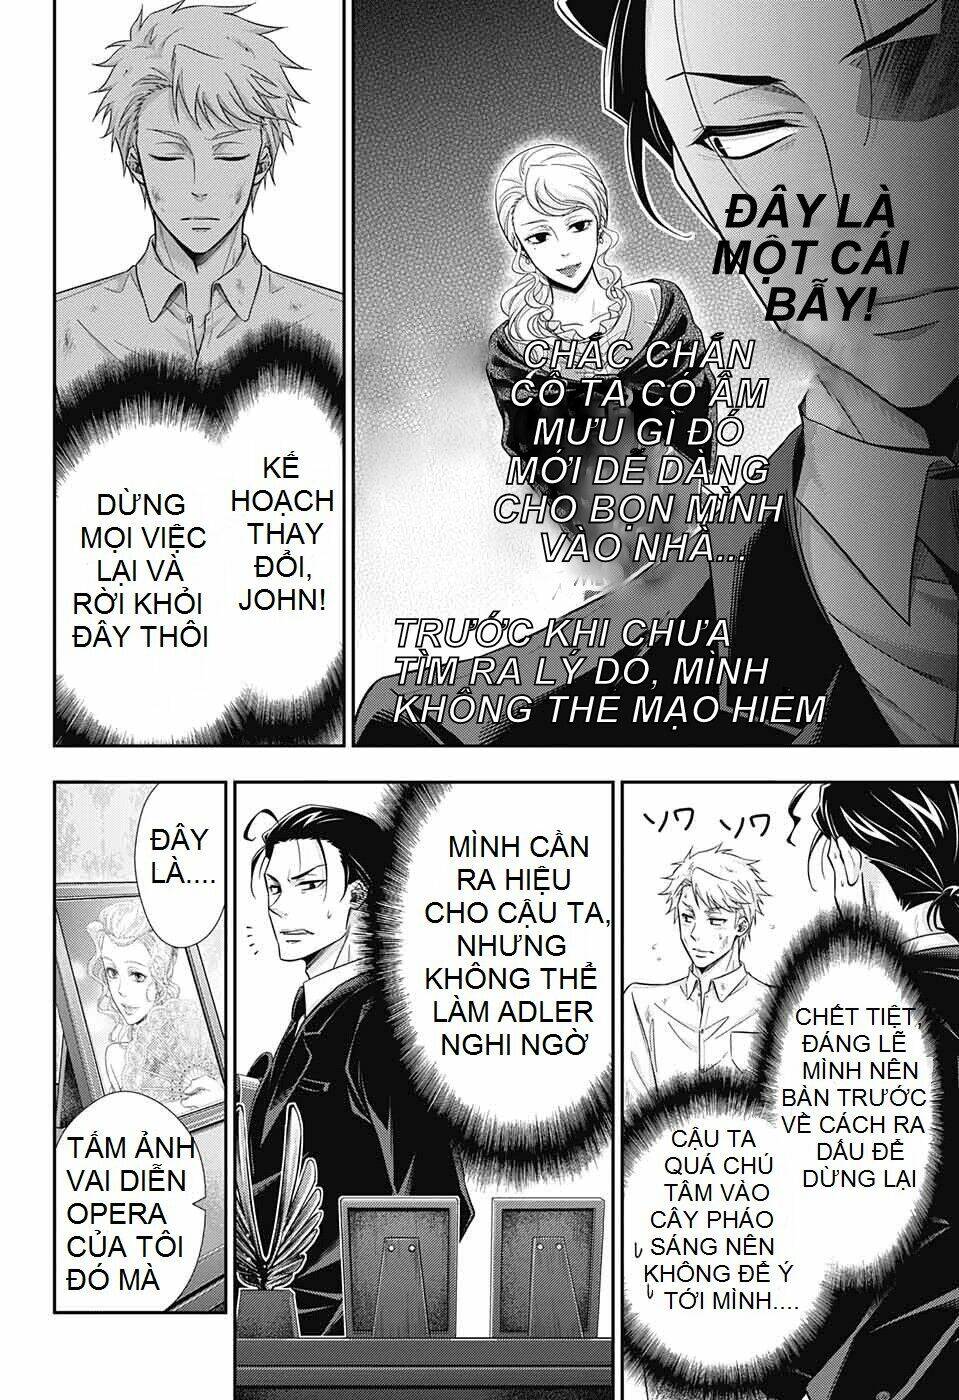 ĐÂY LÀ
MỘT CÁI
BẪY!
CHẮC CHẮN
CÔ TA CÓ ÂM
MƯU GÌ ĐÓ
MỚI DỄ DÀNG
CHO BỌN MÌNH
VÀO NHÀ...
TRƯỚC KHI CHƯA
TÌM RA LÝ DO, MÌNH
KHÔNG THỂ MẠO HIỂM
KẾ
HOẠCH
THAY
ĐỔI,
JOHN!
DỪNG
MỌI VIỆC
LẠI VÀ
RỜI KHỎI
ĐÂY THÔI
ソワ ソワ
CHẾT TIỆT,
ĐÁNG LẼ
MÌNH NÊN
BÀN TRƯỚC
VỀ CÁCH RA
DẤU ĐỂ
DỪNG LẠI
CẬU TA
QUÁ CHÚ
TÂM VÀO
CÂY PHÁO
SÁNG NÊN
KHÔNG ĐỂ Ý
TỚI MÌNH....
MÌNH CẦN
RA HIỆU
CHO CẬU TA,
NHƯNG
KHÔNG THỂ
LÀM ADLER
NGHI NGỜ
ĐÂY
LÀ....
TẤM ẢNH
VAI DIỄN
OPERA
CỦA TÔI
ĐÓ MÀ